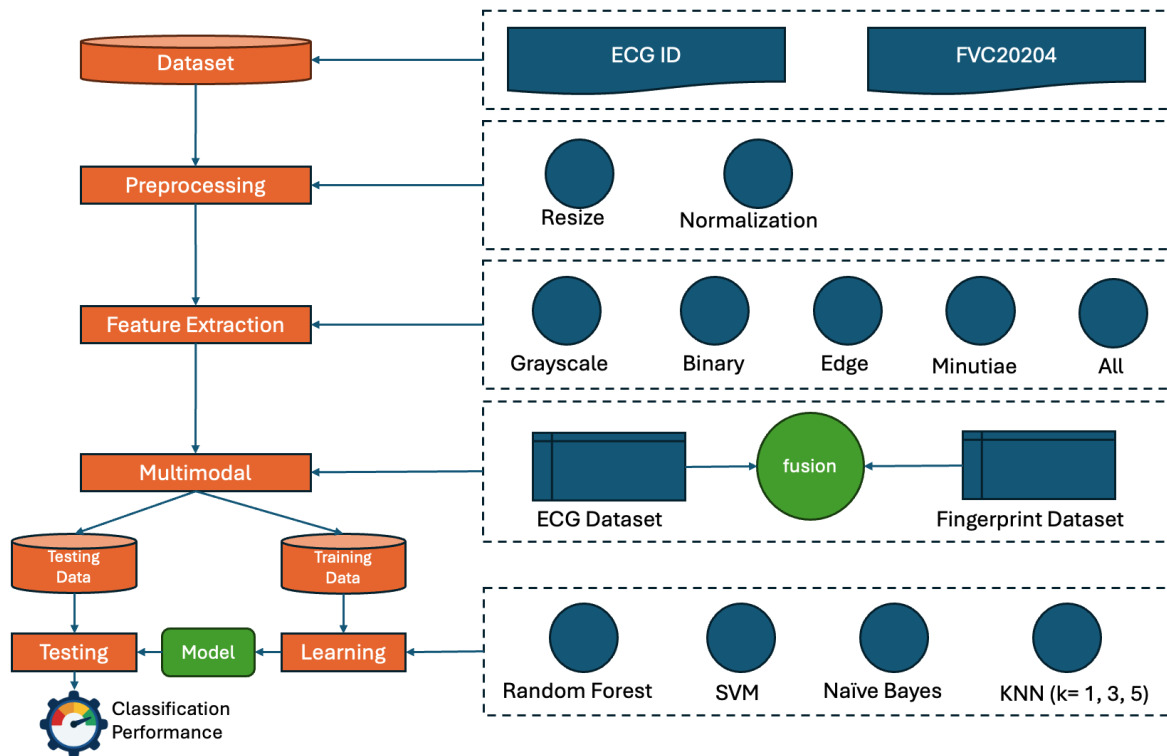 Dataset
ECG ID
FVC20204
Preprocessing
Resize
Normalization
Feature Extraction
Grayscale
Binary
Edge
Minutiae
All
Multimodal
fusion
ECG Dataset
Fingerprint Dataset
Testing
Data
Training
Data
Testing
Model
Learning
Random Forest
SVM
Naïve Bayes
KNN (k= 1, 3, 5)
Classification
Performance